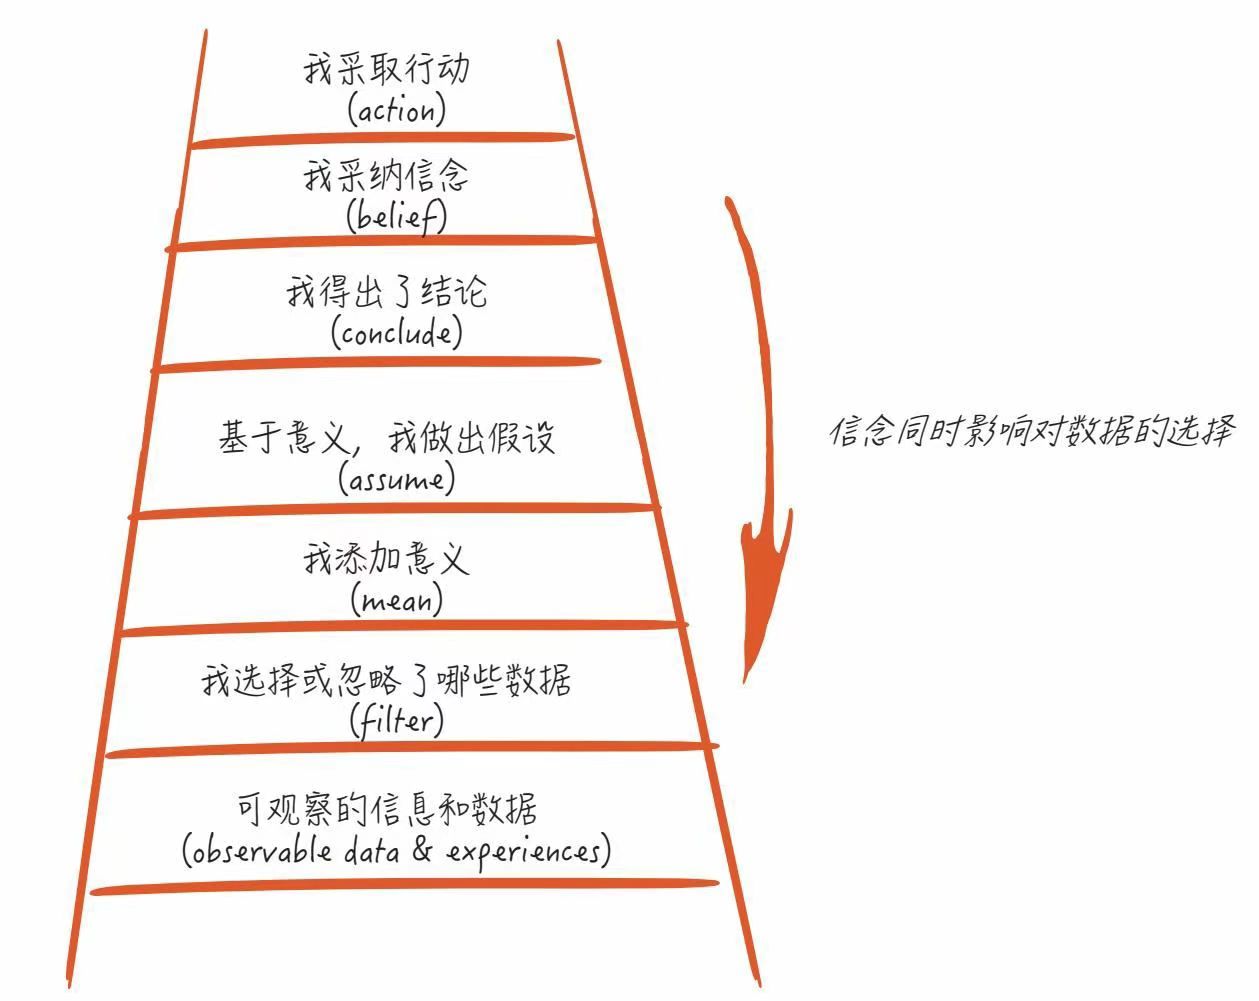 我采取行动
(action)
我采纳信念
(belief)
我得出了结论
(conclude)
基于意义，我做出假设
(assume)
我添加意义
(mean)
我选择或忽略了哪些数据
(filter)
可观察的信息和数据
(observable data & experiences)
信念同时影响对数据的选择